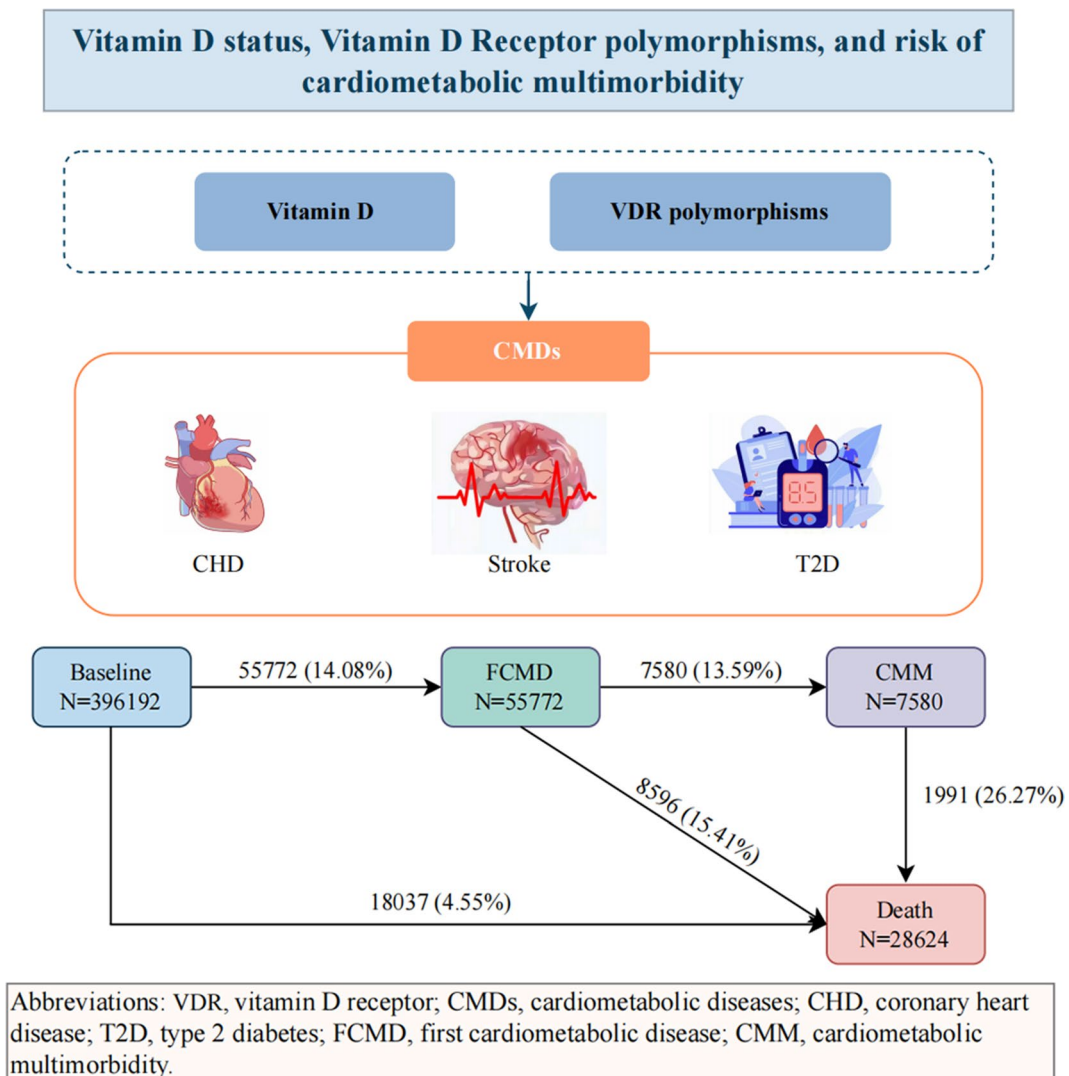 Vitamin D status, Vitamin D Receptor polymorphisms, and risk of
cardiometabolic multimorbidity
Vitamin D
VDR polymorphisms
CMDs
85
CHD
Stroke
T2D
Baseline
N=396192
55772 (14.08%)
FCMD
N=55772
7580 (13.59%)
CMM
N=7580
8596 (15.41%)
1991 (26.27%)
18037 (4.55%)
Death
N=28624
Abbreviations: VDR, vitamin D receptor; CMDs, cardiometabolic diseases; CHD, coronary heart
disease; T2D, type 2 diabetes; FCMD, first cardiometabolic disease; CMM, cardiometabolic
multimorbidity.